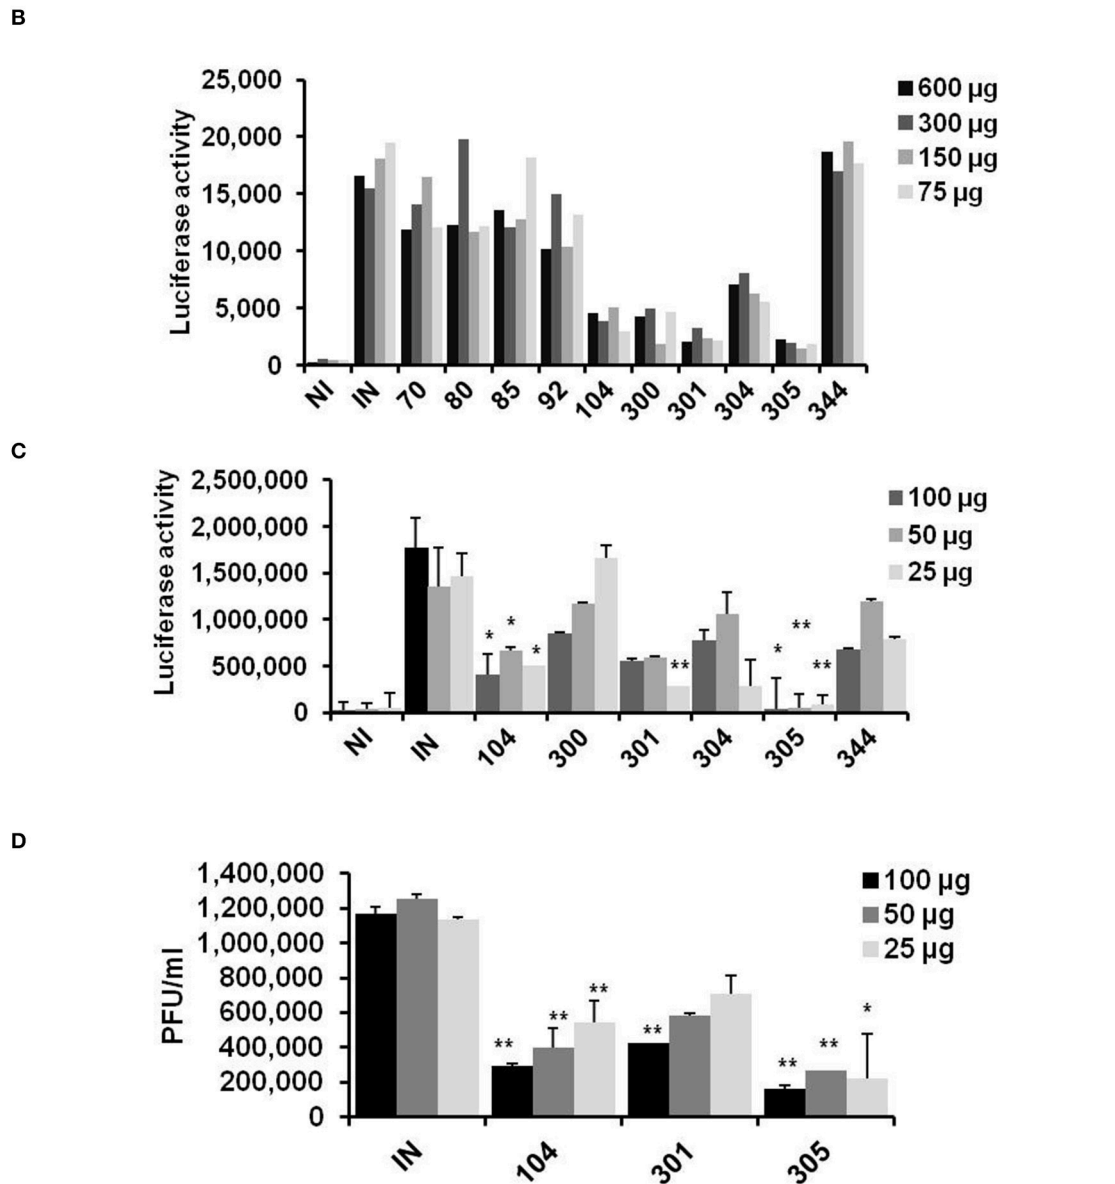 B
25,000
20,000
15,000
10,000
5,000
0
Luciferase activity
600 µg
300 µg
150 µg
75 µg
NI IN 70 80 85 92 104 300 301 304 305 344
C
2,500,000
2,000,000
1,500,000
1,000,000
500,000
0
Luciferase activity
100 µg
50 µg
25 µg
* * * ** * ** **
NI IN 104 300 301 304 305 344
D
1,400,000
1,200,000
1,000,000
800,000
600,000
400,000
200,000
0
PFU/ml
100 µg
50 µg
25 µg
** ** ** ** ** ** *
IN 104 301 305